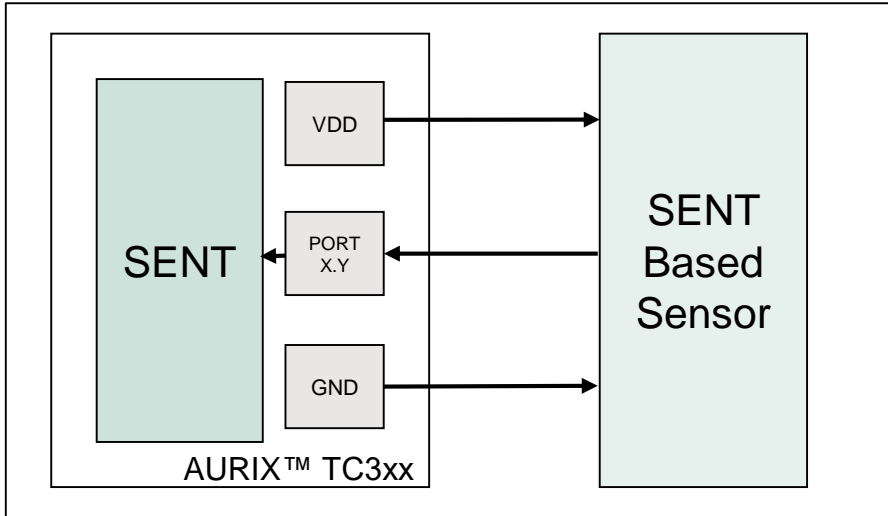 VDD
SENT
PORT
X.Y
GND
AURIX™ TC3xx
SENT
Based
Sensor